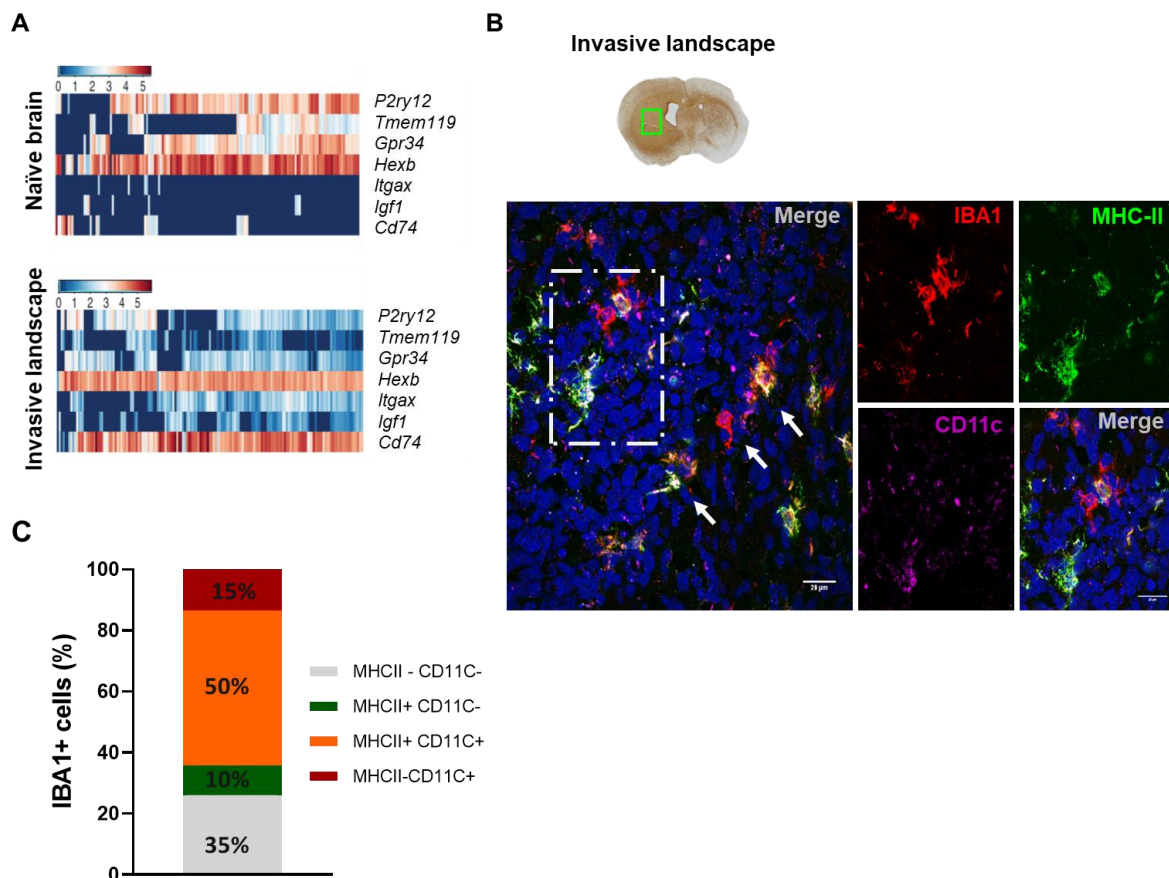 A
0 1 2 3 4 5
Naïve brain
P2ry12
Tmem119
Gpr34
Hexb
Itgax
Igf1
Cd74
0 1 2 3 4 5
Invasive landscape
P2ry12
Tmem119
Gpr34
Hexb
Itgax
Igf1
Cd74
B
Invasive landscape
Merge
IBA1
MHC-II
20 µm
CD11c
Merge
C
IBA1+ cells (%)
100
80
60
40
20
0
15%
50%
10%
35%
MHCII - CD11C-
MHCII+ CD11C-
MHCII+ CD11C+
MHCII-CD11C+